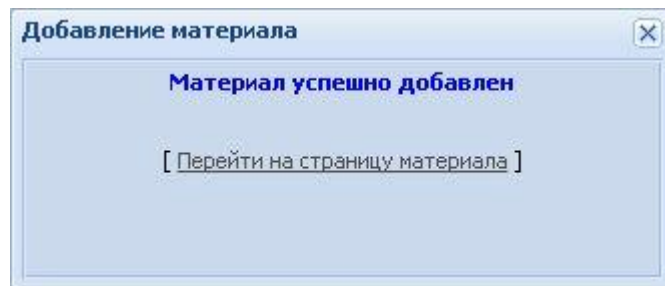 Добавление материала
Материал успешно добавлен
[ Перейти на страницу материала ]